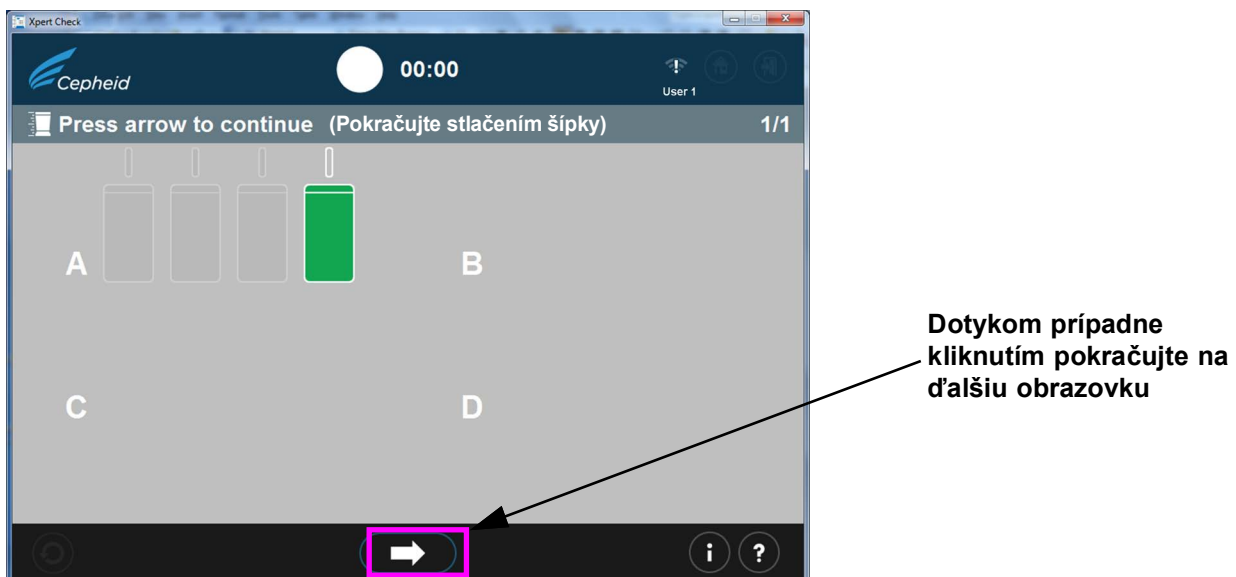 Xpert Check
Cepheid
00:00
User 1
Press arrow to continue (Pokračujte stlačením šípky) 1/1
A
B
Dotykom prípadne
kliknutím pokračujte na
ďalšiu obrazovku
C
D
i ?